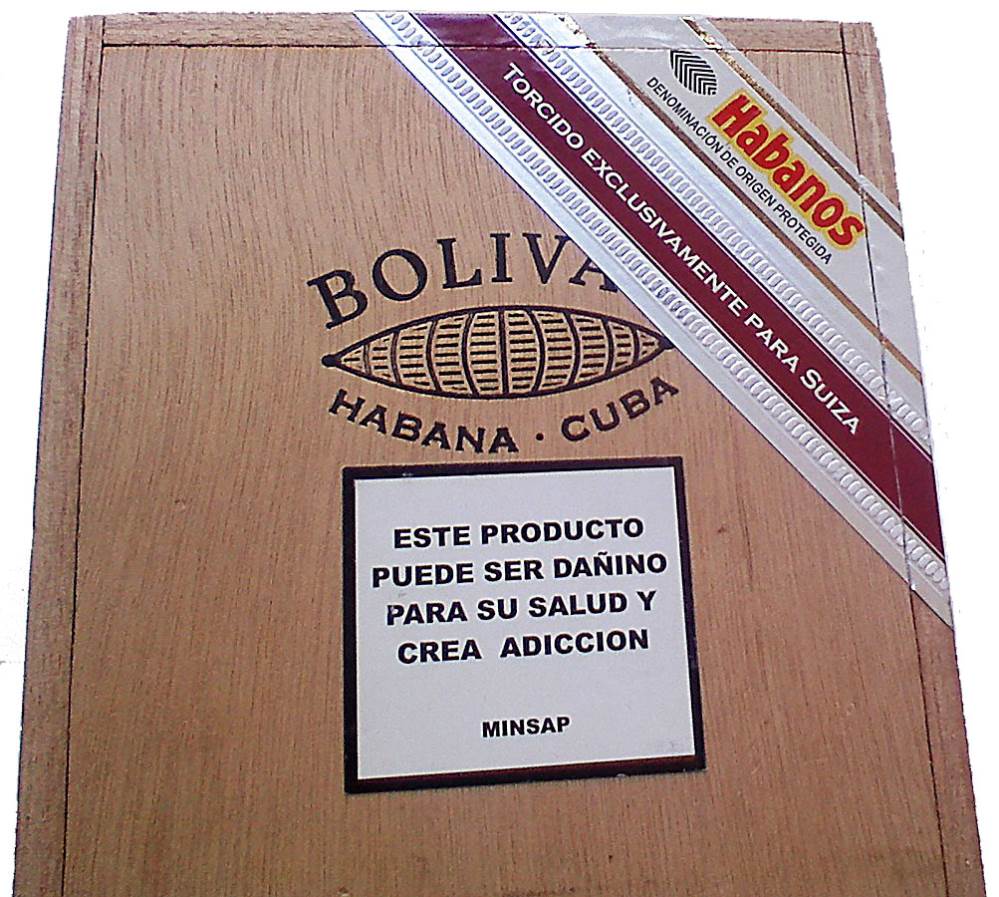 Habanos
DENOMINACIÓN DE ORIGEN PROTEGIDA
TORCIDO EXCLUSIVAMENTE PARA SUIZA
BOLIVA
HABANA · CUBA
ESTE PRODUCTO
PUEDE SER DAÑINO
PARA SU SALUD Y
CREA ADICCION
MINSAP